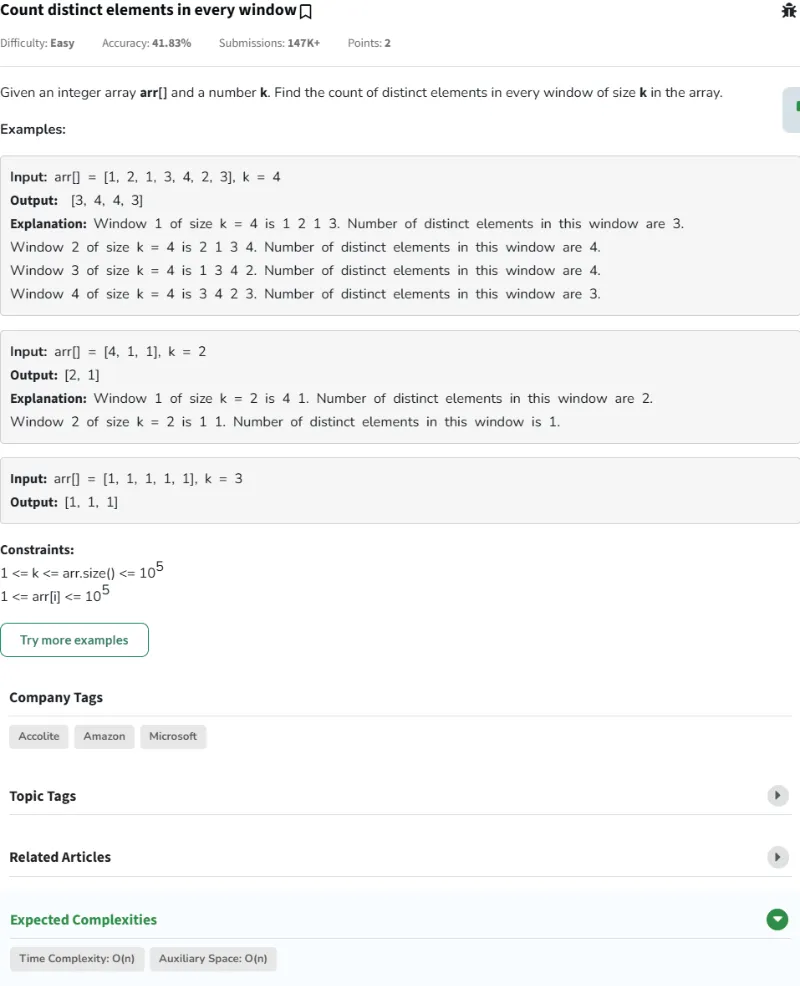 Count distinct elements in every window
Difficulty: Easy Accuracy: 41.83% Submissions: 147K+ Points: 2
Given an integer array arr[] and a number k. Find the count of distinct elements in every window of size k in the array.
Examples:
Input: arr[] = [1, 2, 1, 3, 4, 2, 3], k = 4
Output: [3, 4, 4, 3]
Explanation: Window 1 of size k = 4 is 1 2 1 3. Number of distinct elements in this window are 3.
Window 2 of size k = 4 is 2 1 3 4. Number of distinct elements in this window are 4.
Window 3 of size k = 4 is 1 3 4 2. Number of distinct elements in this window are 4.
Window 4 of size k = 4 is 3 4 2 3. Number of distinct elements in this window are 3.
Input: arr[] = [4, 1, 1], k = 2
Output: [2, 1]
Explanation: Window 1 of size k = 2 is 4 1. Number of distinct elements in this window are 2.
Window 2 of size k = 2 is 1 1. Number of distinct elements in this window is 1.
Input: arr[] = [1, 1, 1, 1, 1], k = 3
Output: [1, 1, 1]
Constraints:
1 <= k <= arr.size() <= 10⁵
1 <= arr[i] <= 10⁵
Try more examples
Company Tags
Accolite Amazon Microsoft
Topic Tags
Related Articles
Expected Complexities
Time Complexity: O(n) Auxiliary Space: O(n)